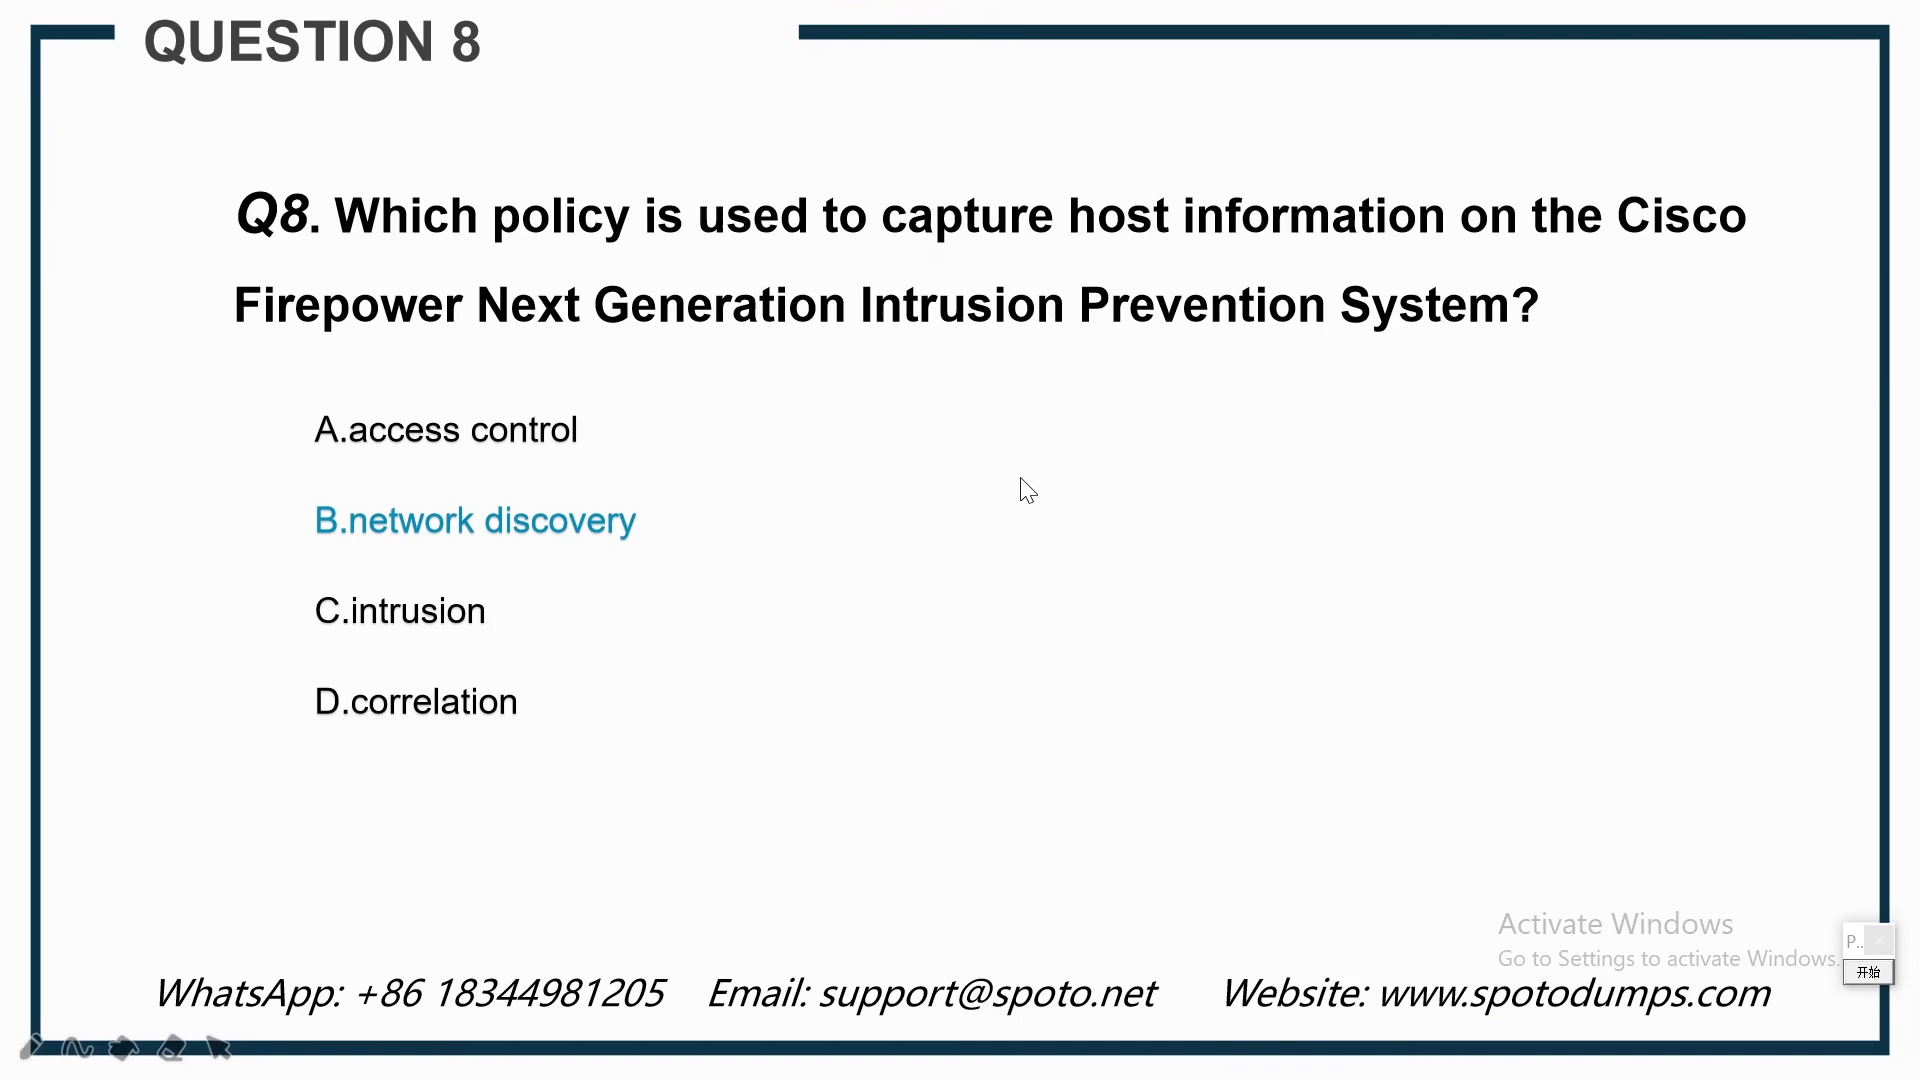 QUESTION 8
Q8. Which policy is used to capture host information on the Cisco
Firepower Next Generation Intrusion Prevention System?
A.access control
B.network discovery
C.intrusion
D.correlation
Activate Windows
Go to Settings to activate Windows.
P..
开始
WhatsApp: +86 18344981205 Email: support@spoto.net Website: www.spotodumps.com